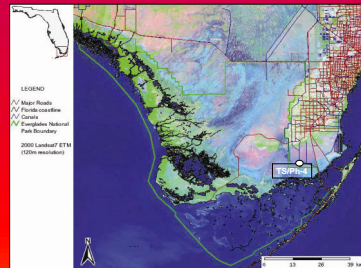 LEGEND
Major Roads
Florida coastline
Canals
Everglades National
Park Boundary
2000 Landsat7 ETM
(120m resolution)
TS/Ph-4
N
0 13 26 39 km